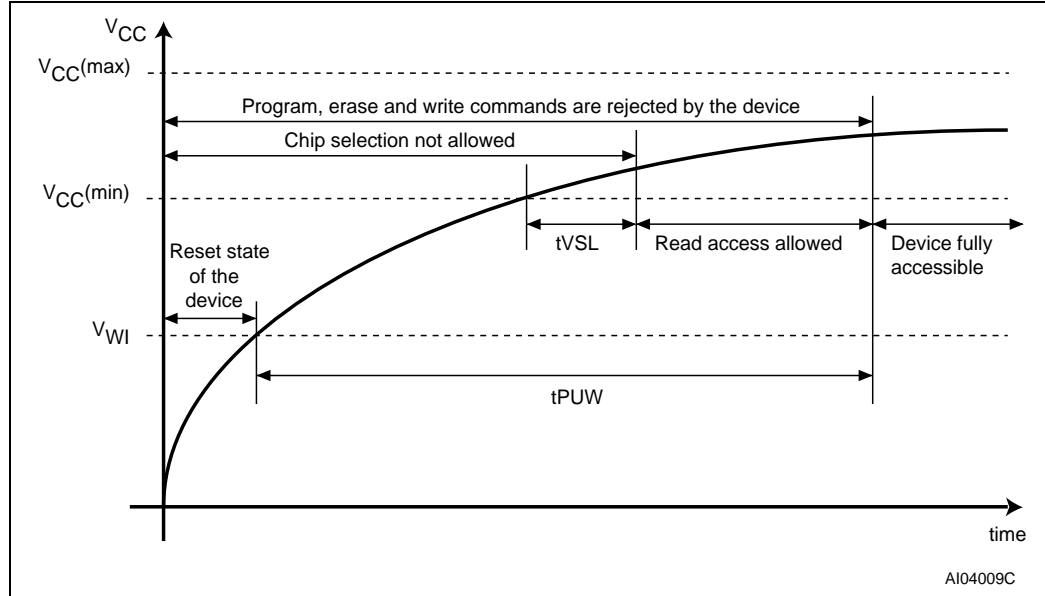 VCC
VCC(max)
Program, erase and write commands are rejected by the device
Chip selection not allowed
VCC(min)
tVSL
Read access allowed
Device fully
accessible
Reset state
of the
device
VWI
tPUW
time
AI04009C